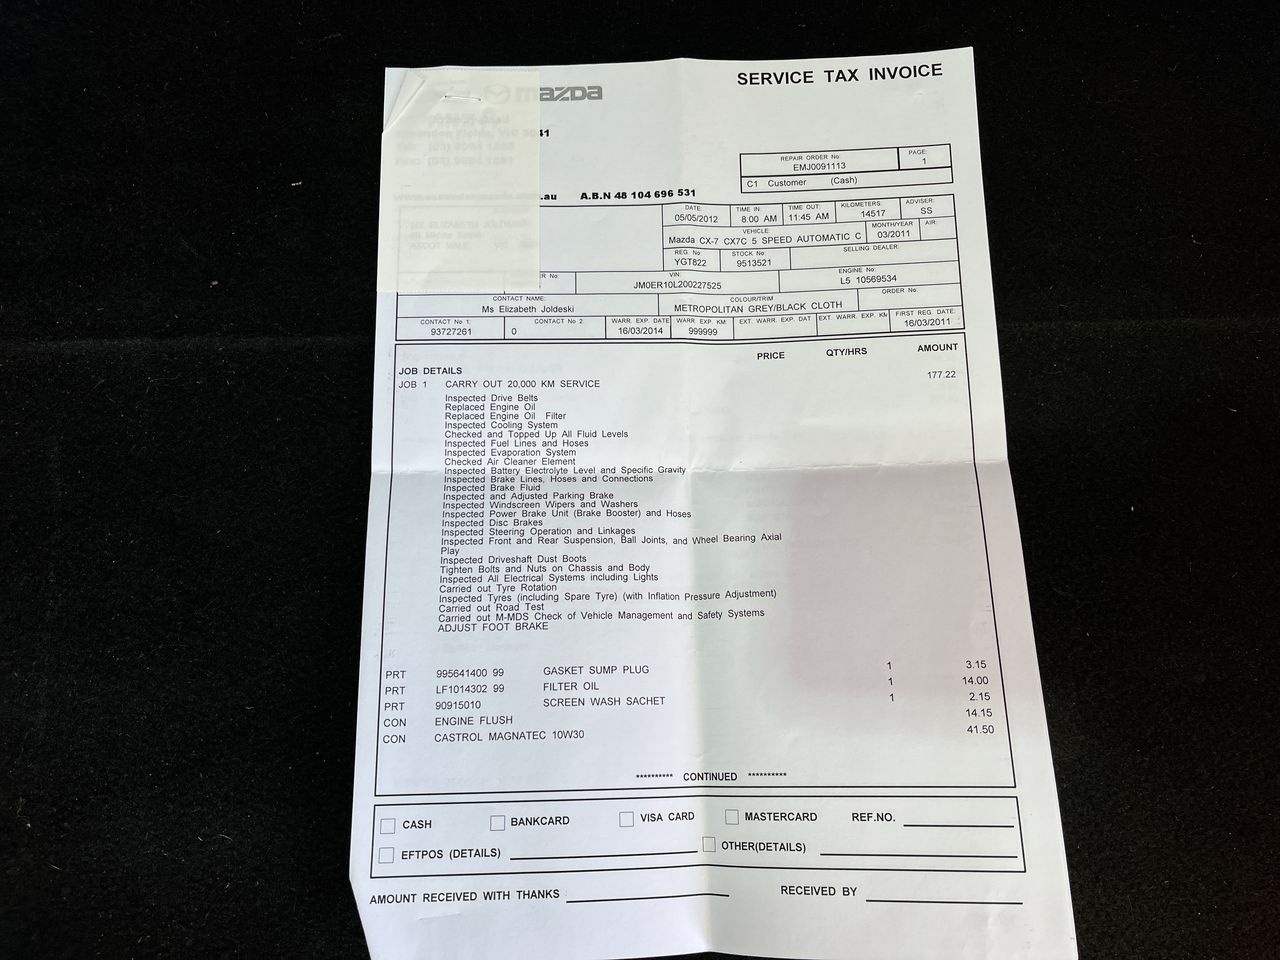 mazda
SERVICE TAX INVOICE
41
REPAIR ORDER No:
EMJ0091113
PAGE:
1
C1 Customer (Cash)
.au A.B.N 48 104 696 531
DATE:
05/05/2012
TIME IN:
8:00 AM
TIME OUT:
11:45 AM
KILOMETERS:
14517
ADVISER:
SS
VEHICLE:
Mazda CX-7 CX7C 5 SPEED AUTOMATIC C
MONTH/YEAR
03/2011
AIR:
REG. No:
YGT822
STOCK No:
9513521
SELLING DEALER:
ER No:
VIN:
JM0ER10L200227525
ENGINE No:
L5 10569534
CONTACT NAME:
Ms Elizabeth Joldeski
COLOUR/TRIM
METROPOLITAN GREY/BLACK CLOTH
ORDER No:
CONTACT No 1:
93727261
CONTACT No 2:
0
WARR. EXP. DATE
16/03/2014
WARR. EXP. KM:
999999
EXT. WARR. EXP. DAT
EXT. WARR. EXP. KM
FIRST REG. DATE:
16/03/2011
PRICE QTY/HRS AMOUNT
JOB DETAILS
JOB 1 CARRY OUT 20,000 KM SERVICE 177.22
Inspected Drive Belts
Replaced Engine Oil
Replaced Engine Oil Filter
Inspected Cooling System
Checked and Topped Up All Fluid Levels
Inspected Fuel Lines and Hoses
Inspected Evaporation System
Checked Air Cleaner Element
Inspected Battery Electrolyte Level and Specific Gravity
Inspected Brake Lines, Hoses and Connections
Inspected Brake Fluid
Inspected and Adjusted Parking Brake
Inspected Windscreen Wipers and Washers
Inspected Power Brake Unit (Brake Booster) and Hoses
Inspected Disc Brakes
Inspected Steering Operation and Linkages
Inspected Front and Rear Suspension, Ball Joints, and Wheel Bearing Axial
Play
Inspected Driveshaft Dust Boots
Tighten Bolts and Nuts on Chassis and Body
Inspected All Electrical Systems including Lights
Carried out Tyre Rotation
Inspected Tyres (including Spare Tyre) (with Inflation Pressure Adjustment)
Carried out Road Test
Carried out M-MDS Check of Vehicle Management and Safety Systems
ADJUST FOOT BRAKE
PRT 995641400 99 GASKET SUMP PLUG 1 3.15
PRT LF1014302 99 FILTER OIL 1 14.00
PRT 90915010 SCREEN WASH SACHET 1 2.15
CON ENGINE FLUSH 14.15
CON CASTROL MAGNATEC 10W30 41.50
********** CONTINUED **********
CASH BANKCARD VISA CARD MASTERCARD REF.NO.
EFTPOS (DETAILS) OTHER(DETAILS)
AMOUNT RECEIVED WITH THANKS RECEIVED BY